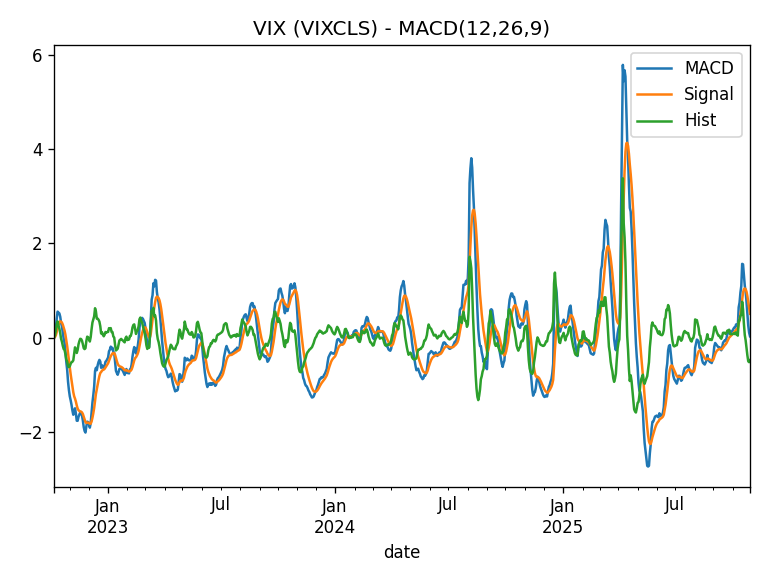 VIX (VIXCLS) - MACD(12,26,9)
MACD
Signal
Hist
6
4
2
0
−2
Jan
2023
Jul
Jan
2024
Jul
Jan
2025
Jul
date